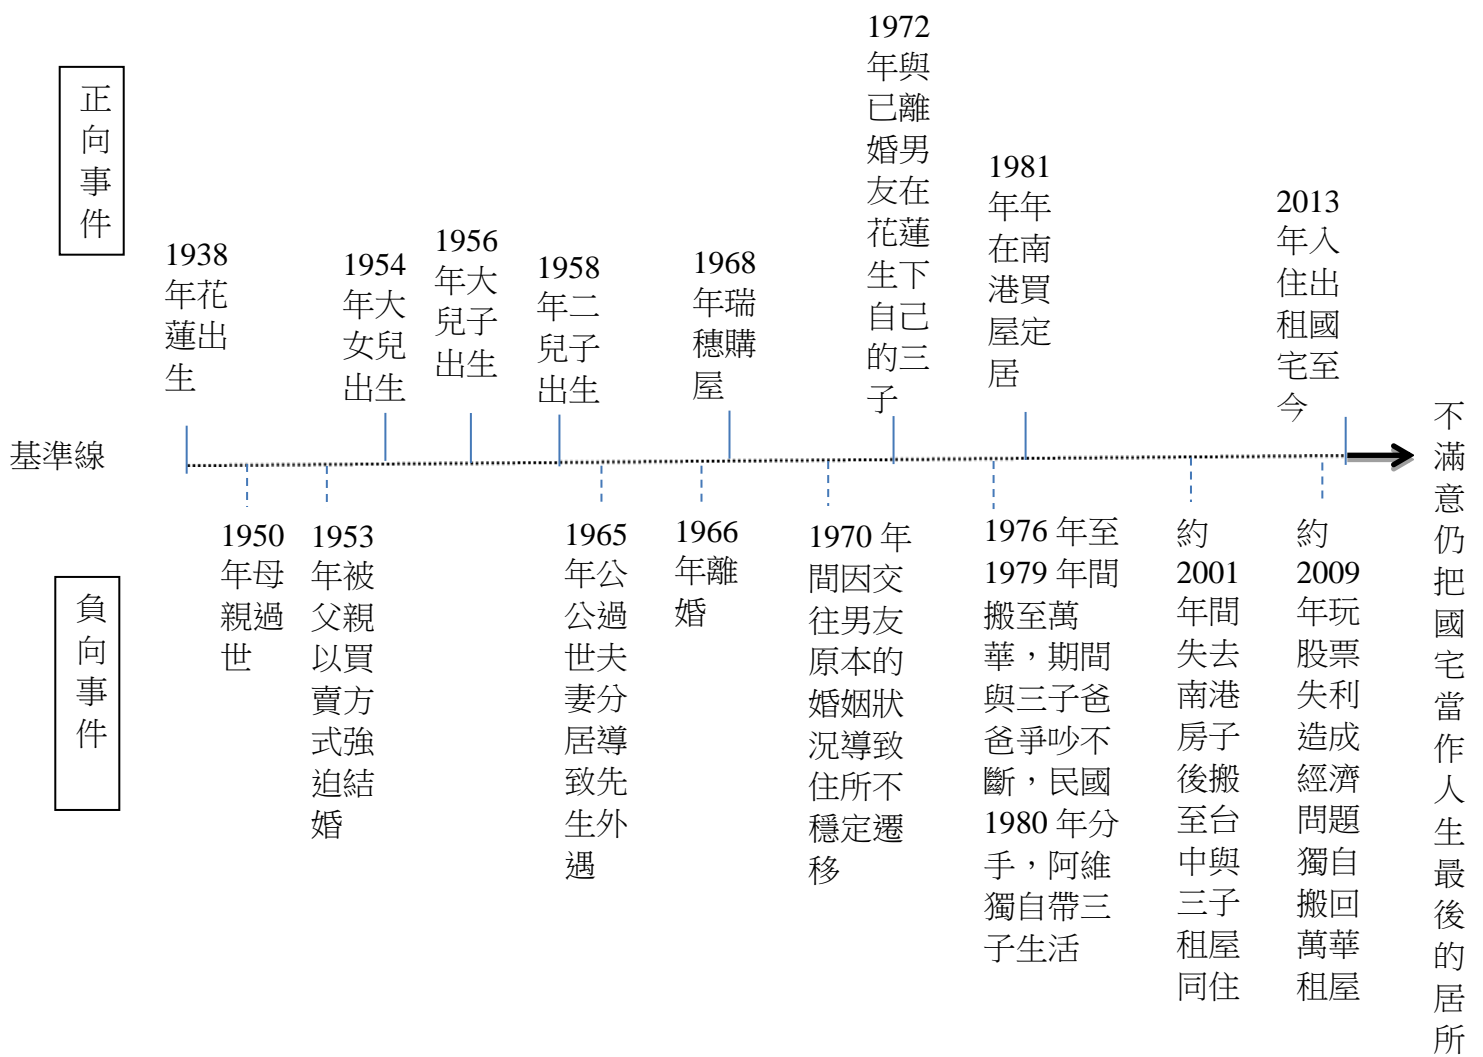 正
向
事
件
1938
年花
蓮出
生
1954
年大
女兒
出生
1956
年大
兒子
出生
1958
年二
兒子
出生
1968
年瑞
穗購
屋
1972
年與
已離
婚男
友在
花蓮
生下
自己
的三
子
1981
年年
在南
港買
屋定
居
2013
年入
住出
租國
宅至
今
基準線
負
向
事
件
1950
年母
親過
世
1953
年被
父親
以買
賣方
式強
迫結
婚
1965
年公
公過
世夫
妻分
居導
致先
生外
遇
1966
年離
婚
1970 年
間因交
往男友
原本的
婚姻狀
況導致
住所不
穩定遷
移
1976 年至
1979 年間
搬至萬
華，期間
與三子爸
爸爭吵不
斷，民國
1980 年分
手，阿維
獨自帶三
子生活
約
2001
年間
失去
南港
房子
後搬
至台
中與
三子
租屋
同住
約
2009
年玩
股票
失利
造成
經濟
問題
獨自
搬回
萬華
租屋
不
滿
意
仍
把
國
宅
當
作
人
生
最
後
的
居
所